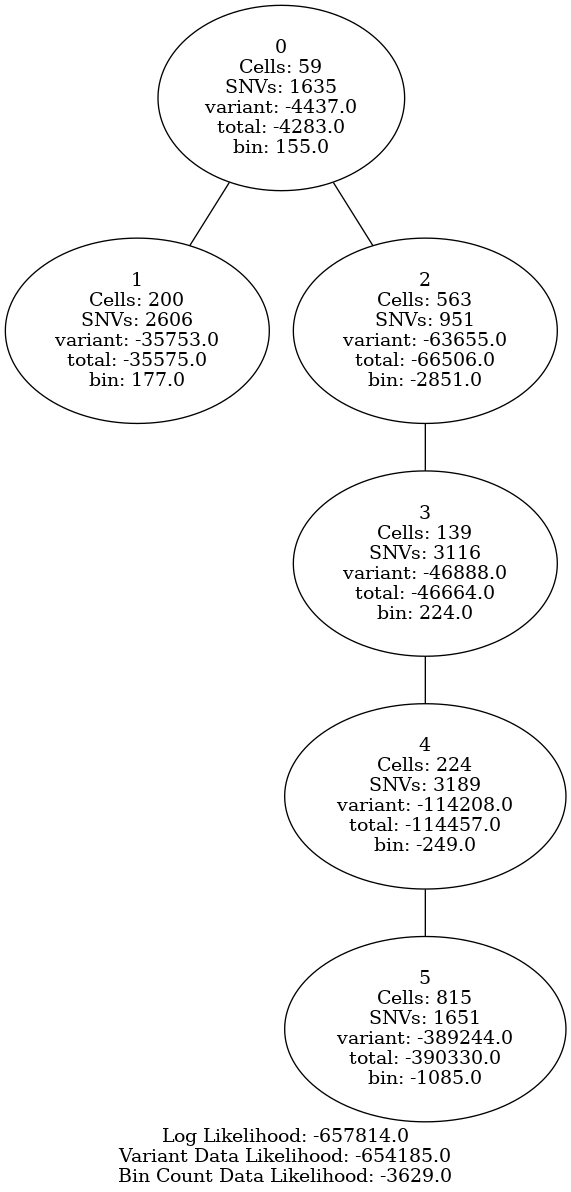 0
Cells: 59
SNVs: 1635
variant: -4437.0
total: -4283.0
bin: 155.0
1
Cells: 200
SNVs: 2606
variant: -35753.0
total: -35575.0
bin: 177.0
2
Cells: 563
SNVs: 951
variant: -63655.0
total: -66506.0
bin: -2851.0
3
Cells: 139
SNVs: 3116
variant: -46888.0
total: -46664.0
bin: 224.0
4
Cells: 224
SNVs: 3189
variant: -114208.0
total: -114457.0
bin: -249.0
5
Cells: 815
SNVs: 1651
variant: -389244.0
total: -390330.0
bin: -1085.0
Log Likelihood: -657814.0
Variant Data Likelihood: -654185.0
Bin Count Data Likelihood: -3629.0